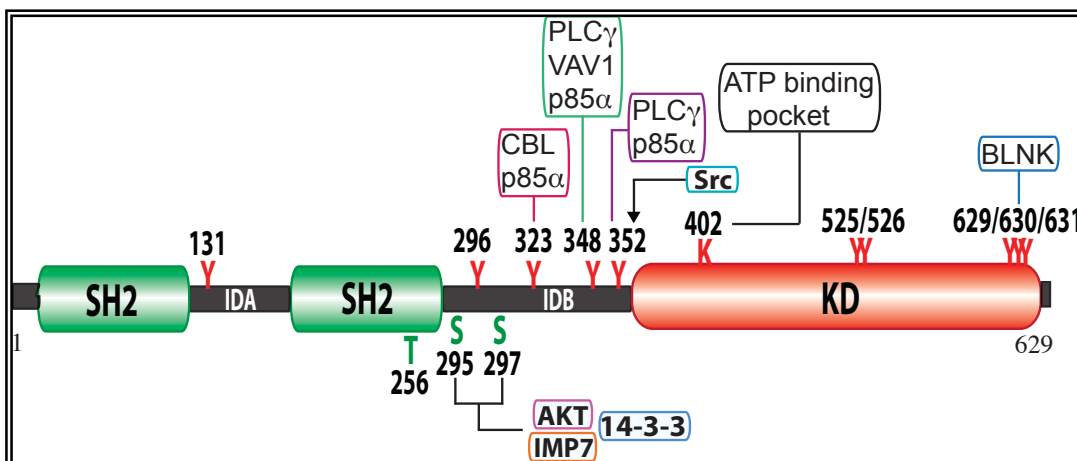 PLCγ
VAV1
p85α
CBL
p85α
PLCγ
p85α
Src
ATP binding
pocket
BLNK
131
296
323
348
352
402
525/526
629/630/631
Y
Y
Y
Y
Y
K
YY
YYY
SH2
IDA
SH2
IDB
KD
1
T
256
S
295
S
297
629
AKT
IMP7
14-3-3